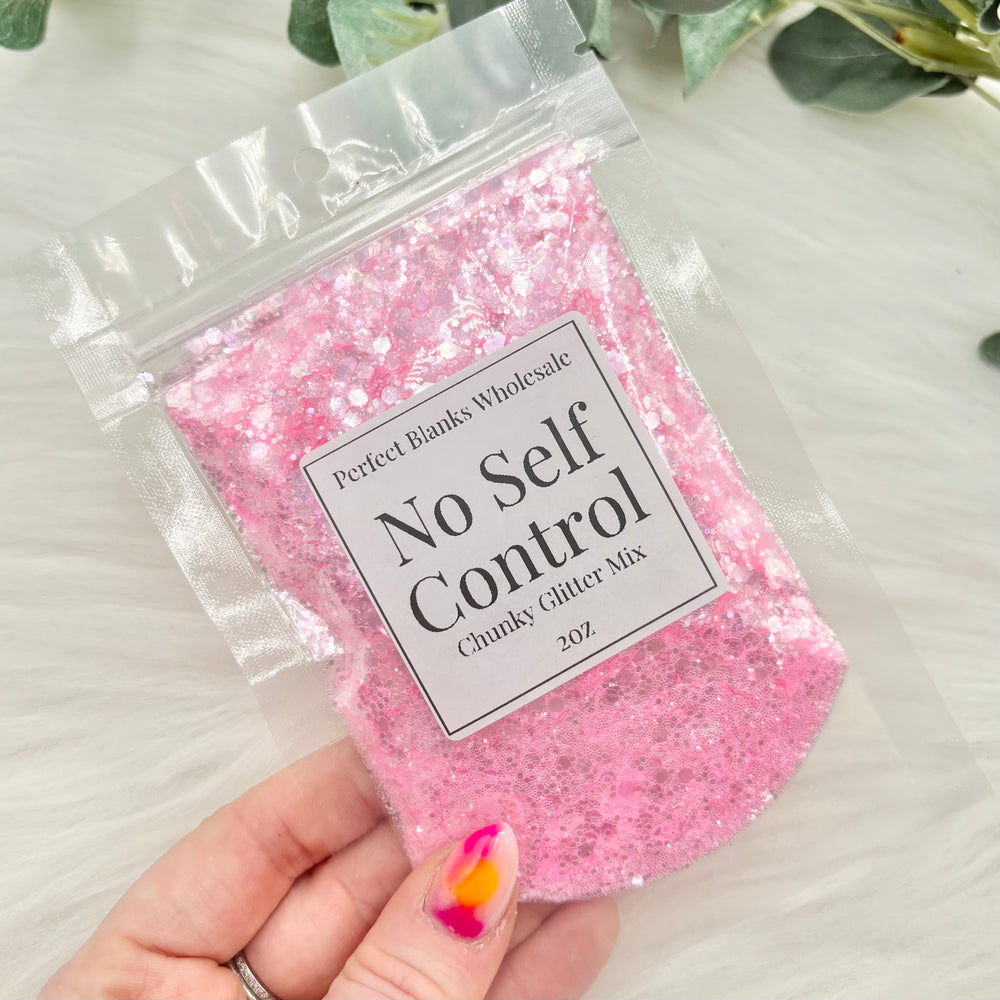 Perfect Blanks Wholesale
No Self
Control
Chunky Glitter Mix
2oz